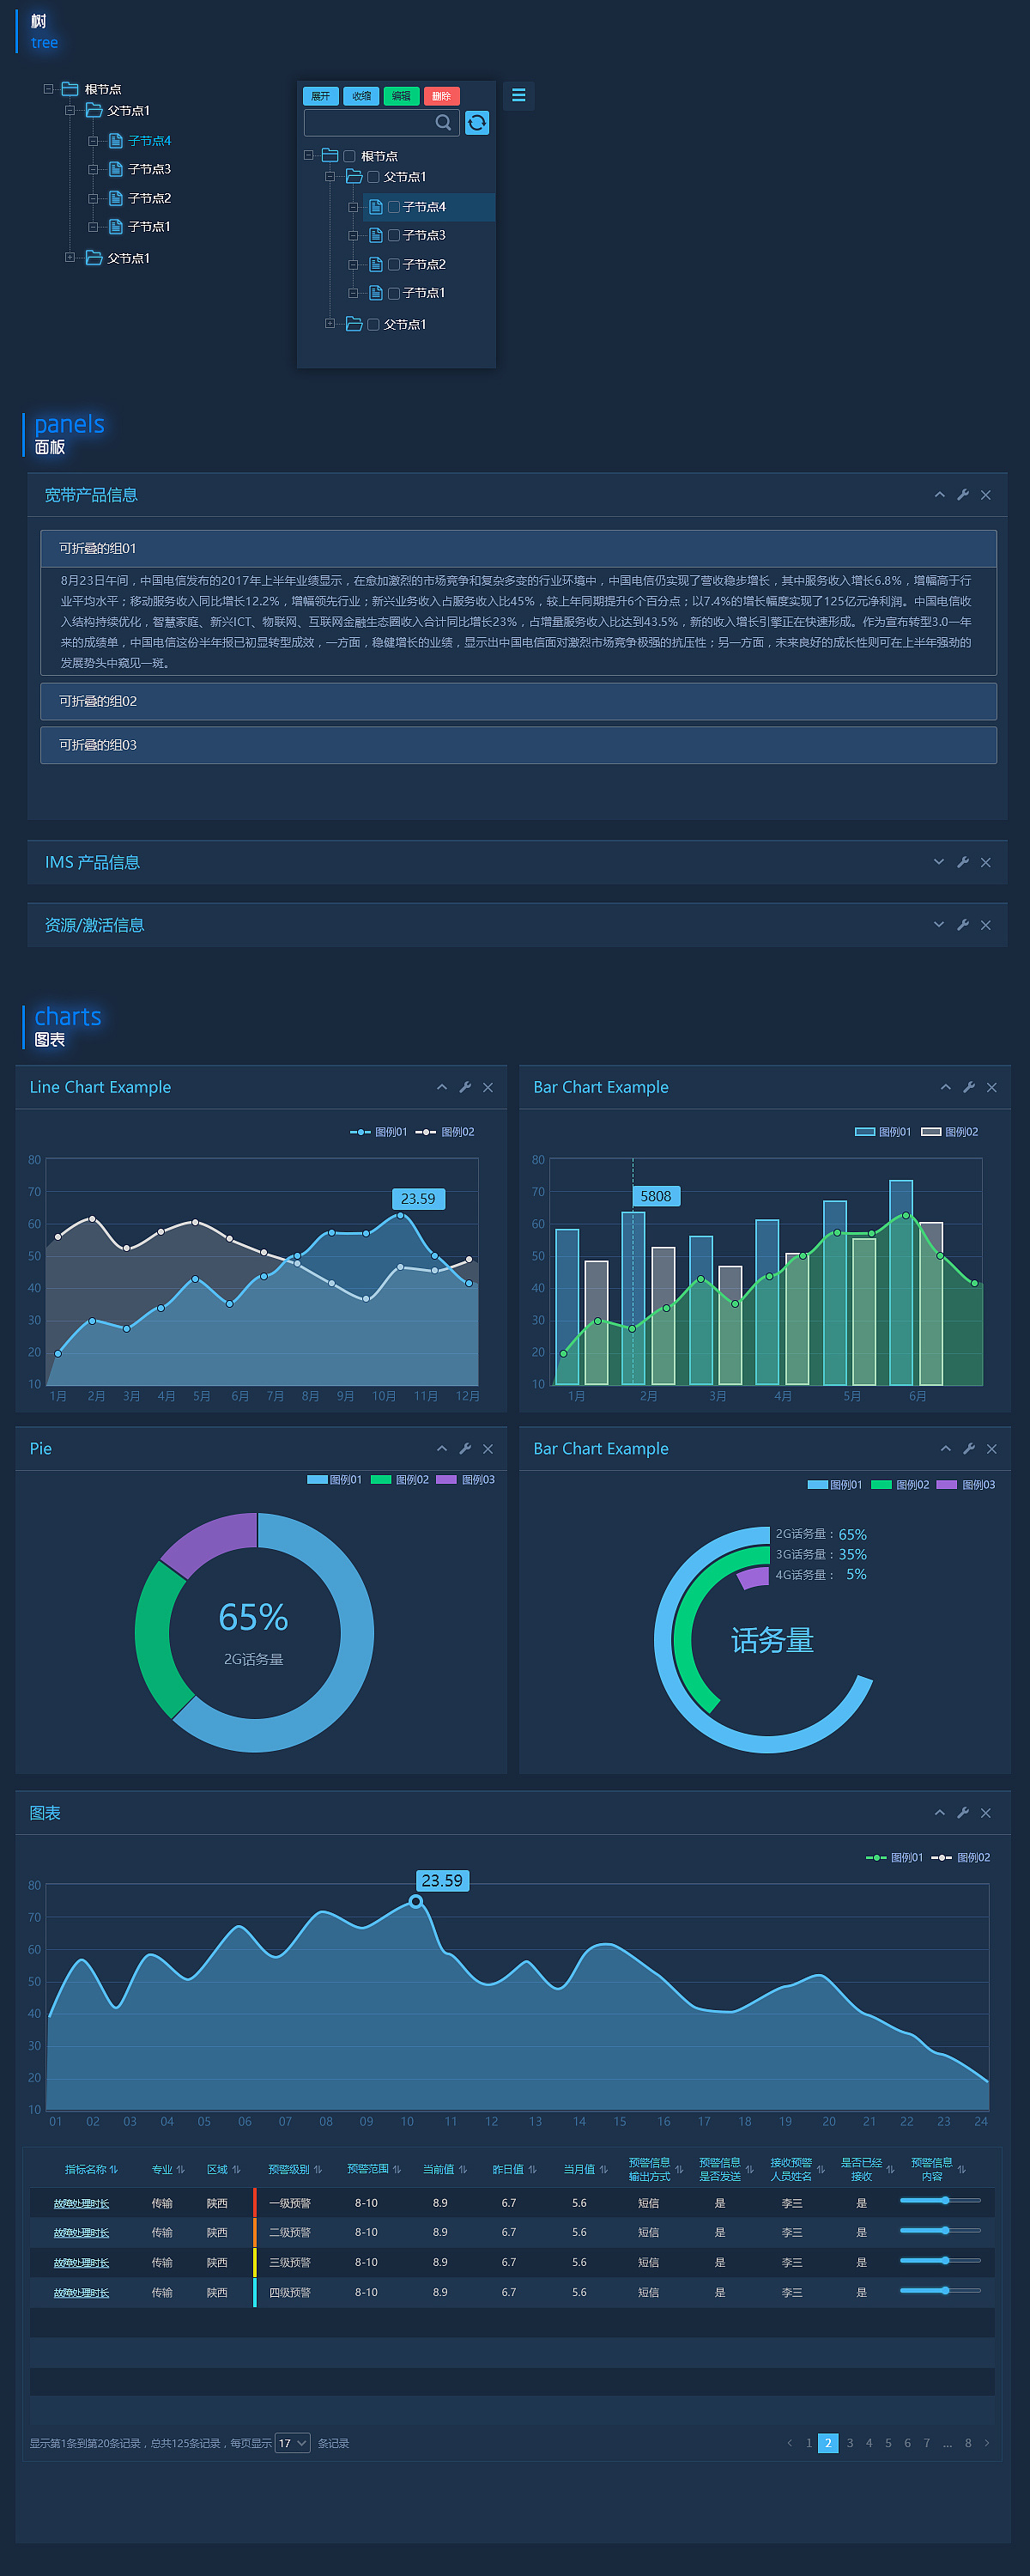 树
tree
根节点
父节点1
子节点4
子节点3
子节点2
子节点1
父节点1
展开 收缩 编辑 删除
根节点
父节点1
子节点4
子节点3
子节点2
子节点1
父节点1
panels
面板
宽带产品信息
可折叠的组01
8月23日午间，中国电信发布的2017年上半年业绩显示，在愈加激烈的市场竞争和复杂多变的行业环境中，中国电信仍实现了营收稳步增长，其中服务收入增长6.8%，增幅高于行
业平均水平；移动服务收入同比增长12.2%，增幅领先行业；新兴业务收入占服务收入比45%，较上年同期提升6个百分点；以7.4%的增长幅度实现了125亿元净利润。中国电信收
入结构持续优化，智慧家庭、新兴ICT、物联网、互联网金融生态圈收入合计同比增长23%，占增量服务收入比达到43.5%，新的收入增长引擎正在快速形成。作为宣布转型3.0一年
来的成绩单，中国电信这份半年报已初显转型成效，一方面，稳健增长的业绩，显示出中国电信面对激烈市场竞争极强的抗压性；另一方面，未来良好的成长性则可在上半年强劲的
发展势头中窥见一斑。
可折叠的组02
可折叠的组03
IMS 产品信息
资源/激活信息
charts
图表
Line Chart Example
图例01 图例02
80
70
60
50
40
30
20
10
23.59
1月 2月 3月 4月 5月 6月 7月 8月 9月 10月 11月 12月
Bar Chart Example
图例01 图例02
80
70
60
50
40
30
20
10
5808
1月 2月 3月 4月 5月 6月
Pie
图例01 图例02 图例03
65%
2G话务量
Bar Chart Example
图例01 图例02 图例03
2G话务量： 65%
3G话务量： 35%
4G话务量： 5%
话务量
图表
图例01 图例02
23.59
80
70
60
50
40
30
20
10
01 02 03 04 05 06 07 08 09 10 11 12 13 14 15 16 17 18 19 20 21 22 23 24
指标名称 专业 区域 预警级别 预警范围 当前值 昨日值 当月值 预警信息输出方式 预警信息是否发送 接收预警人员姓名 是否已经接收 预警信息内容
故障处理时长 传输 陕西 一级预警 8-10 8.9 6.7 5.6 短信 是 李三 是
故障处理时长 传输 陕西 二级预警 8-10 8.9 6.7 5.6 短信 是 李三 是
故障处理时长 传输 陕西 三级预警 8-10 8.9 6.7 5.6 短信 是 李三 是
故障处理时长 传输 陕西 四级预警 8-10 8.9 6.7 5.6 短信 是 李三 是
显示第1条到第20条记录，总共125条记录，每页显示 17 条记录
1 2 3 4 5 6 7 ... 8